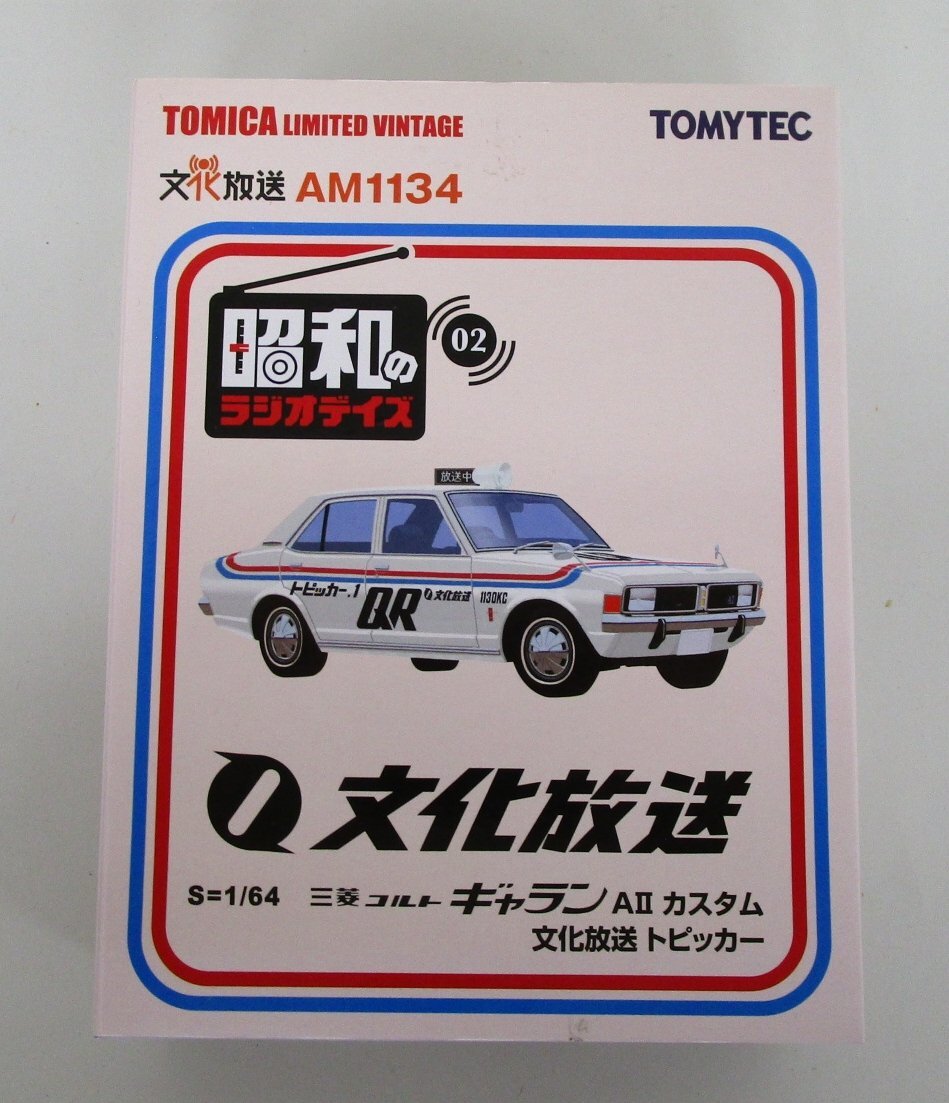 TOMICA LIMITED VINTAGE
TOMYTEC
文化放送 AM1134
昭和の
ラジオデイズ
02
放送中
トピッカー.1
QR
文化放送
1130KC
文化放送
S=1/64 三菱 コルト ギャラン AII カスタム
文化放送 トピッカー